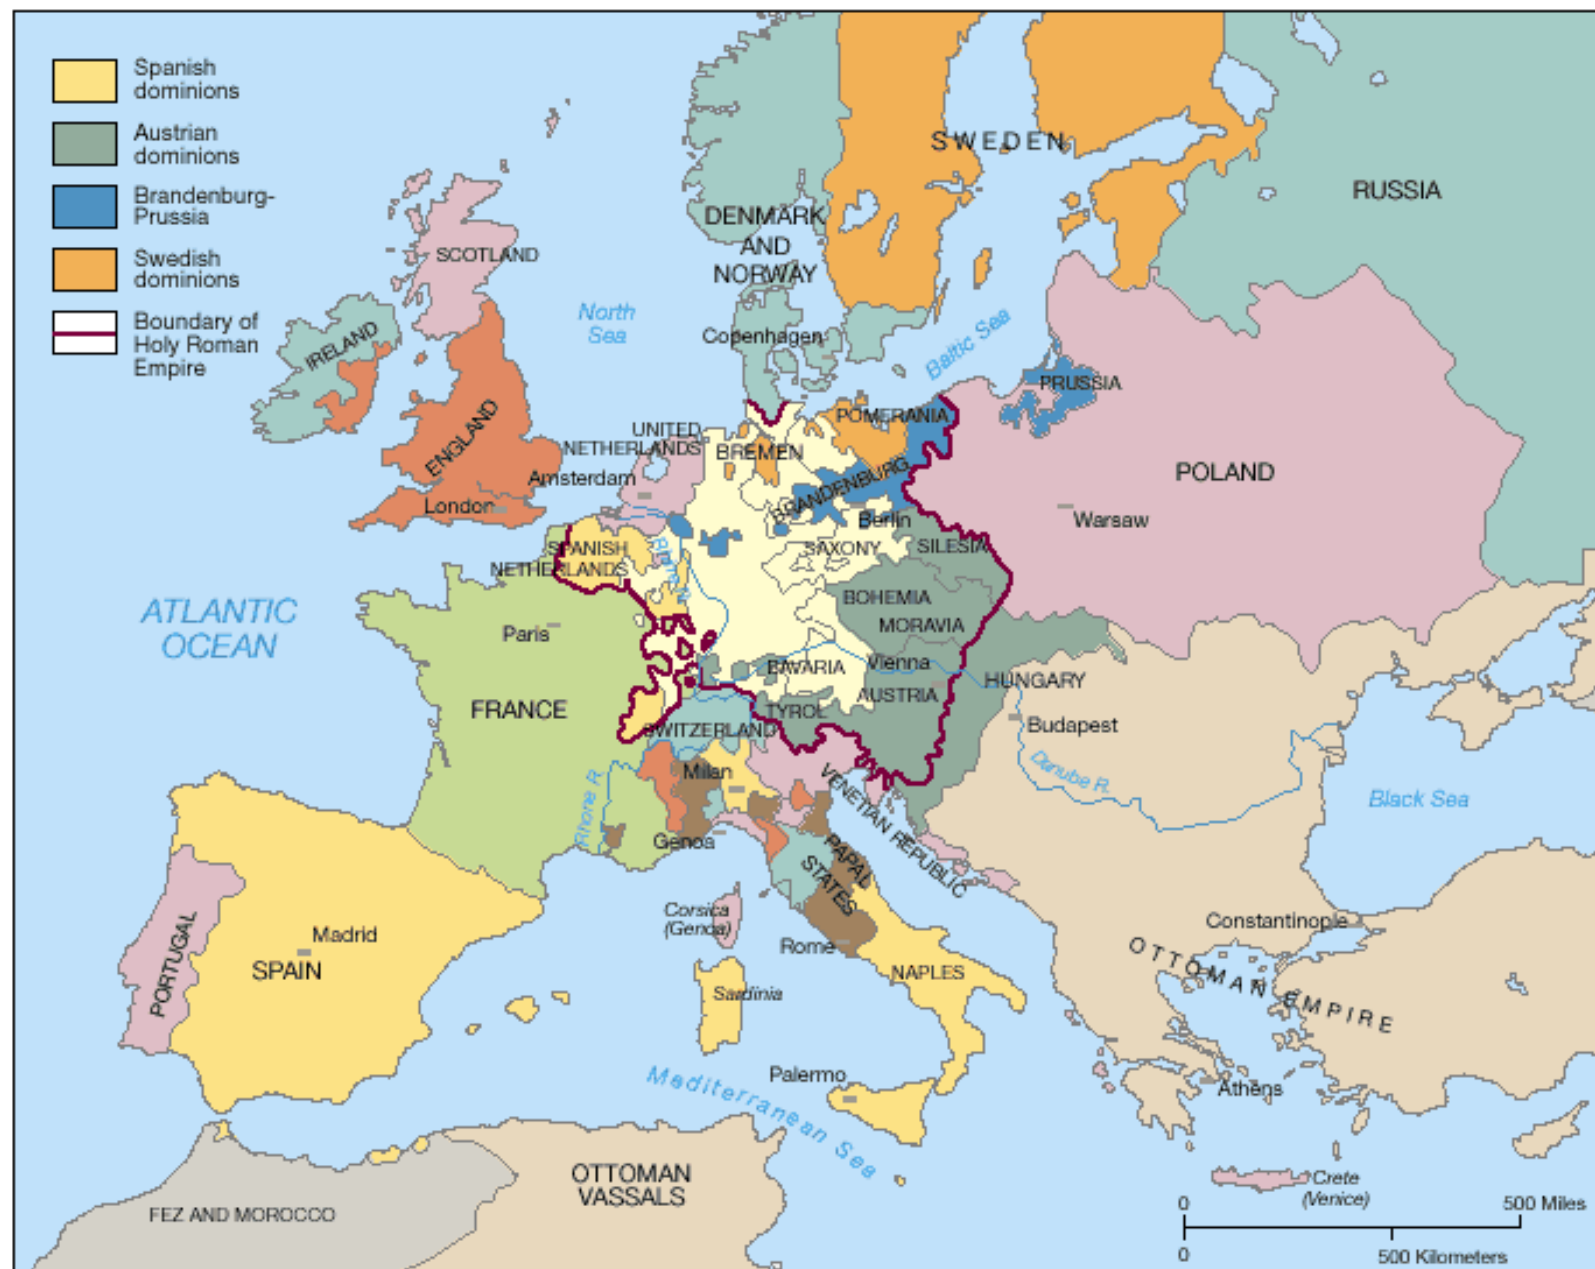 Spanish
dominions
Austrian
dominions
Brandenburg-
Prussia
Swedish
dominions
Boundary of
Holy Roman
Empire
SWEDEN
RUSSIA
SCOTLAND
DENMARK
AND
NORWAY
North
Sea
IRELAND
Copenhagen
Baltic Sea
PRUSSIA
ENGLAND
POMERANIA
UNITED
NETHERLANDS
BREMEN
POLAND
Amsterdam
BRANDENBURG
London
Berlin
Warsaw
SPANISH
NETHERLANDS
Rhine R.
SAXONY
SILESIA
ATLANTIC
OCEAN
BOHEMIA
MORAVIA
Paris
BAVARIA
Vienna
AUSTRIA
HUNGARY
FRANCE
TYROL
SWITZERLAND
Budapest
Milan
Danube R.
Black Sea
Rhone R.
VENETIAN REPUBLIC
Genoa
PAPAL
STATES
Corsica
(Genoa)
Constantinople
Madrid
PORTUGAL
SPAIN
Rome
NAPLES
OTTOMAN EMPIRE
Sardinia
Palermo
Mediterranean Sea
Athens
OTTOMAN
VASSALS
Crete
(Venice)
FEZ AND MOROCCO
0
500 Miles
0
500 Kilometers